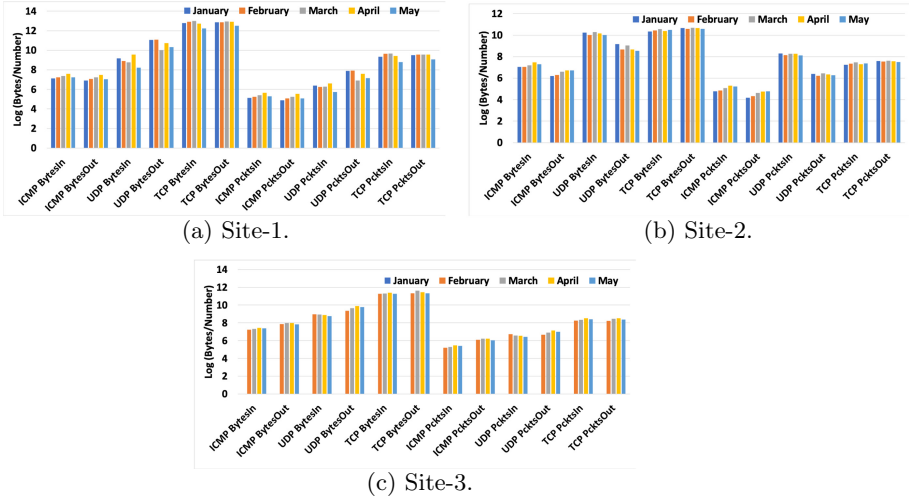 14
12
10
8
6
4
2
0
Log (Bytes/Number)
January February March April May
ICMP BytesIn
ICMP BytesOut
UDP BytesIn
UDP BytesOut
TCP BytesIn
TCP BytesOut
ICMP PcktsIn
ICMP PcktsOut
UDP PcktsIn
UDP PcktsOut
TCP PcktsIn
TCP PcktsOut
(a) Site-1.
12
10
8
6
4
2
0
Log (Bytes/Number)
January February March April May
ICMP BytesIn
ICMP BytesOut
UDP BytesIn
UDP BytesOut
TCP BytesIn
TCP BytesOut
ICMP PcktsIn
ICMP PcktsOut
UDP PcktsIn
UDP PcktsOut
TCP PcktsIn
TCP PcktsOut
(b) Site-2.
14
12
10
8
6
4
2
0
Log (Bytes/Number)
January February March April May
ICMP BytesIn
ICMP BytesOut
UDP BytesIn
UDP BytesOut
TCP BytesIn
TCP BytesOut
ICMP PcktsIn
ICMP PcktsOut
UDP PcktsIn
UDP PcktsOut
TCP PcktsIn
TCP PcktsOut
(c) Site-3.